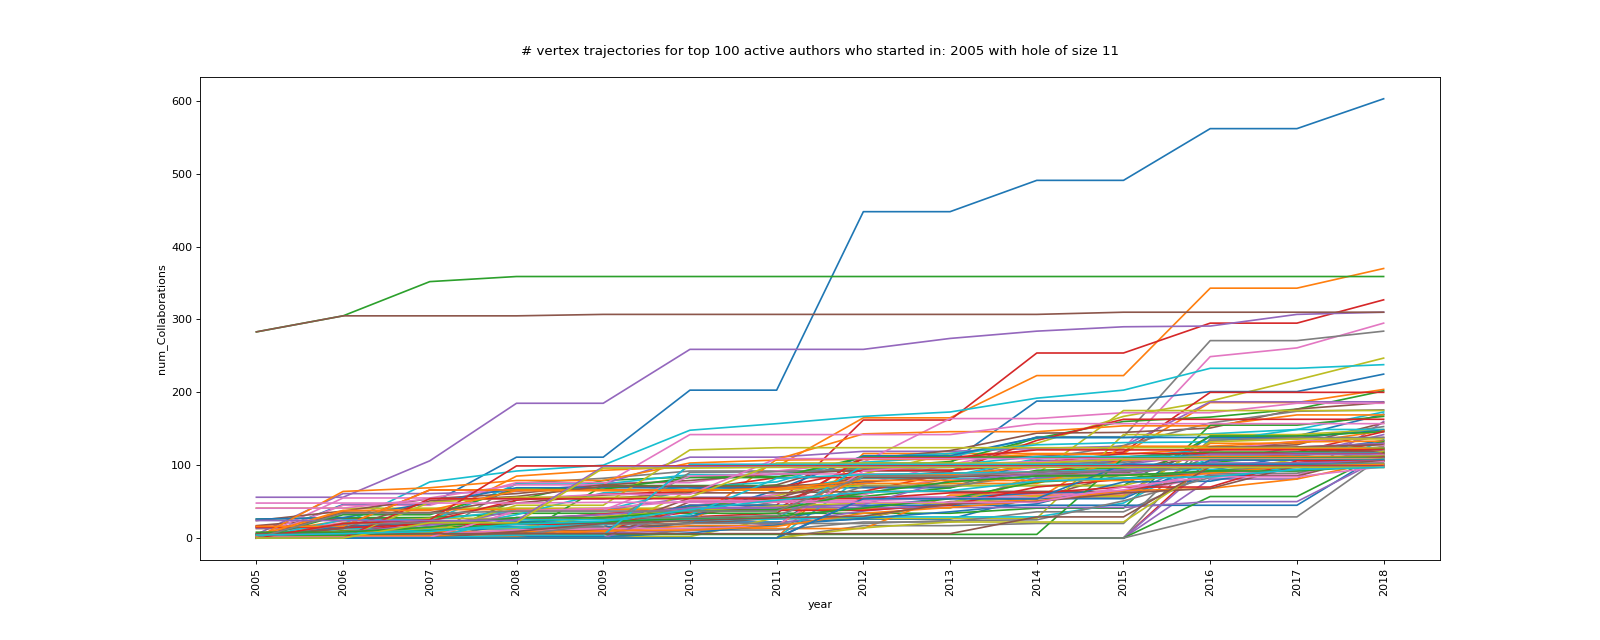 # vertex trajectories for top 100 active authors who started in: 2005 with hole of size 11
600
500
400
300
200
100
0
num_Collaborations
2005 2006 2007 2008 2009 2010 2011 2012 2013 2014 2015 2016 2017 2018
year